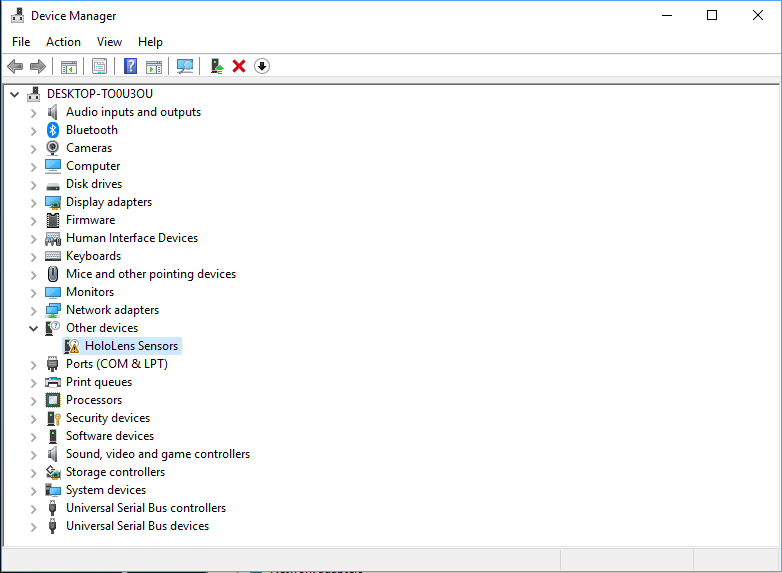 Device Manager
File Action View Help
DESKTOP-TO0U3OU
Audio inputs and outputs
Bluetooth
Cameras
Computer
Disk drives
Display adapters
Firmware
Human Interface Devices
Keyboards
Mice and other pointing devices
Monitors
Network adapters
Other devices
HoloLens Sensors
Ports (COM & LPT)
Print queues
Processors
Security devices
Software devices
Sound, video and game controllers
Storage controllers
System devices
Universal Serial Bus controllers
Universal Serial Bus devices